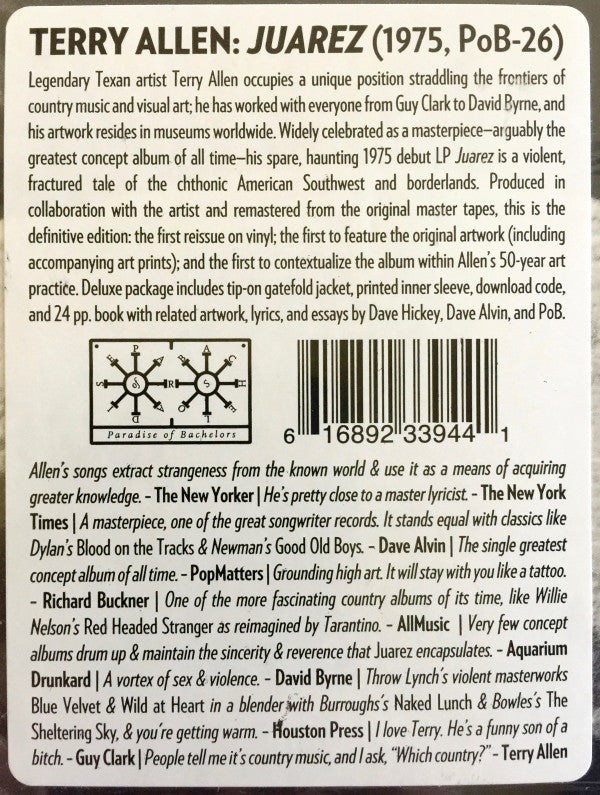 TERRY ALLEN: JUAREZ (1975, PoB-26)
Legendary Texan artist Terry Allen occupies a unique position straddling the frontiers of
country music and visual art; he has worked with everyone from Guy Clark to David Byrne, and
his artwork resides in museums worldwide. Widely celebrated as a masterpiece—arguably the
greatest concept album of all time—his spare, haunting 1975 debut LP Juarez is a violent,
fractured tale of the chthonic American Southwest and borderlands. Produced in
collaboration with the artist and remastered from the original master tapes, this is the
definitive edition: the first reissue on vinyl; the first to feature the original artwork (including
accompanying art prints); and the first to contextualize the album within Allen's 50-year art
practice. Deluxe package includes tip-on gatefold jacket, printed inner sleeve, download code,
and 24 pp. book with related artwork, lyrics, and essays by Dave Hickey, Dave Alvin, and PoB.
Paradise of Bachelors
6 16892 33944 1
Allen's songs extract strangeness from the known world & use it as a means of acquiring
greater knowledge. – The New Yorker | He's pretty close to a master lyricist. – The New York
Times | A masterpiece, one of the great songwriter records. It stands equal with classics like
Dylan's Blood on the Tracks & Newman's Good Old Boys. – Dave Alvin | The single greatest
concept album of all time. – PopMatters | Grounding high art. It will stay with you like a tattoo.
– Richard Buckner | One of the more fascinating country albums of its time, like Willie
Nelson's Red Headed Stranger as reimagined by Tarantino. – AllMusic | Very few concept
albums drum up & maintain the sincerity & reverence that Juarez encapsulates. – Aquarium
Drunkard | A vortex of sex & violence. – David Byrne | Throw Lynch's violent masterworks
Blue Velvet & Wild at Heart in a blender with Burroughs's Naked Lunch & Bowles's The
Sheltering Sky, & you're getting warm. – Houston Press | I love Terry. He's a funny son of a
bitch. – Guy Clark | People tell me it's country music, and I ask, "Which country?" – Terry Allen